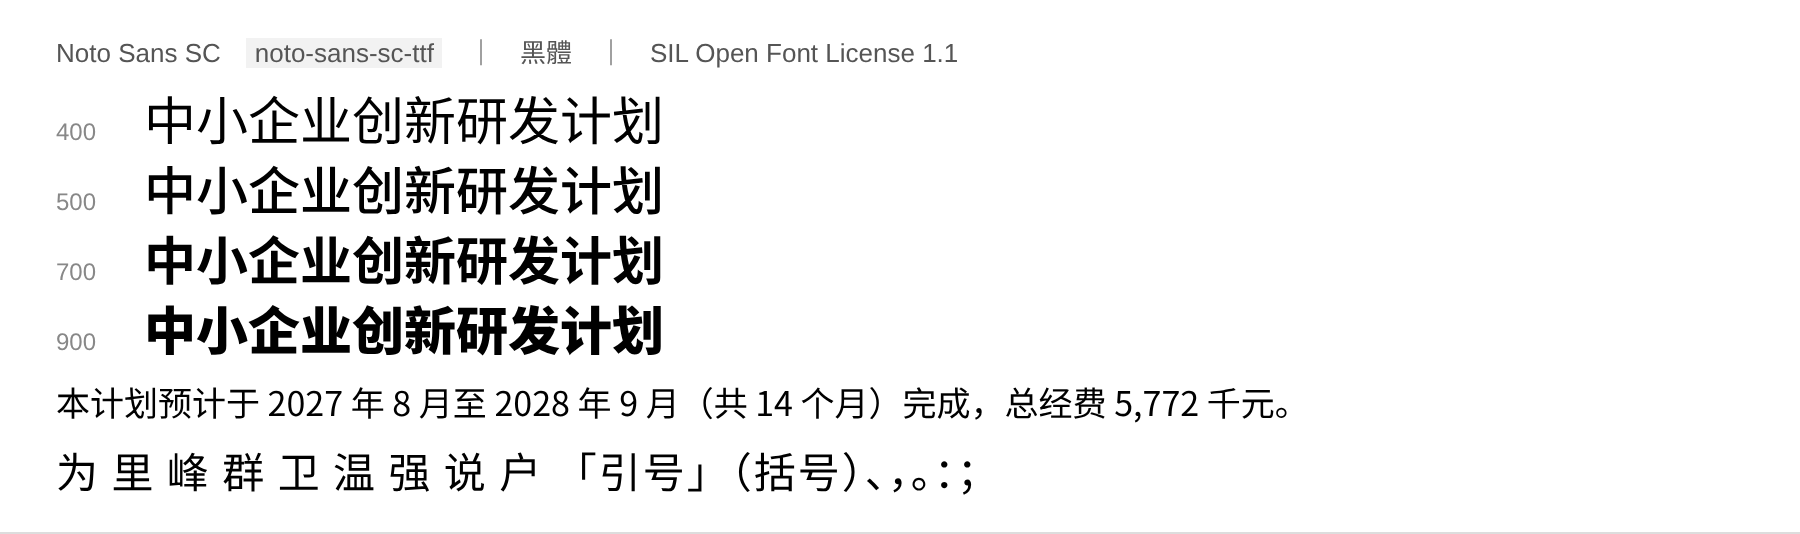 Noto Sans SC noto-sans-sc-ttf | 黑體 | SIL Open Font License 1.1
400 中小企业创新研发计划
500 中小企业创新研发计划
700 中小企业创新研发计划
900 中小企业创新研发计划
本计划预计于 2027 年 8 月至 2028 年 9 月（共 14 个月）完成，总经费 5,772 千元。
为 里 峰 群 卫 温 强 说 户 「引号」（括号）、，。：；